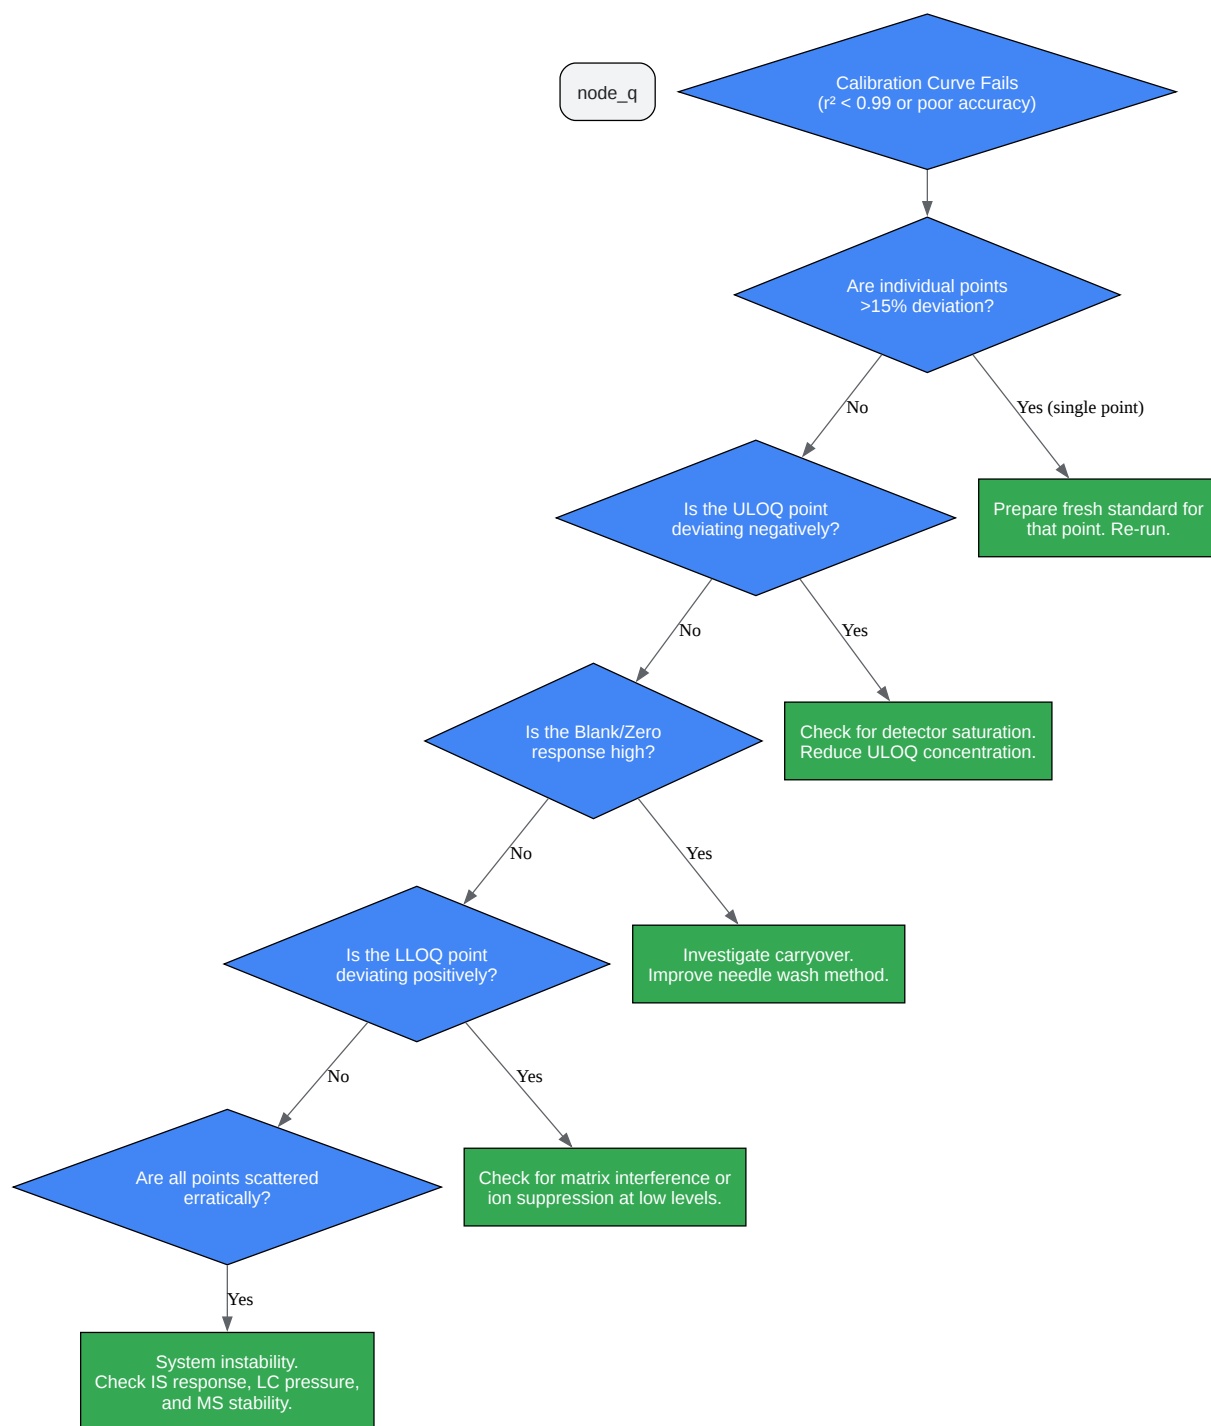 node_q
Calibration Curve Fails
(r² < 0.99 or poor accuracy)
Are individual points
>15% deviation?
No
Yes (single point)
Is the ULOQ point
deviating negatively?
Prepare fresh standard for
that point. Re-run.
No
Yes
Is the Blank/Zero
response high?
Check for detector saturation.
Reduce ULOQ concentration.
No
Yes
Is the LLOQ point
deviating positively?
Investigate carryover.
Improve needle wash method.
No
Yes
Are all points scattered
erratically?
Check for matrix interference or
ion suppression at low levels.
Yes
System instability.
Check IS response, LC pressure,
and MS stability.